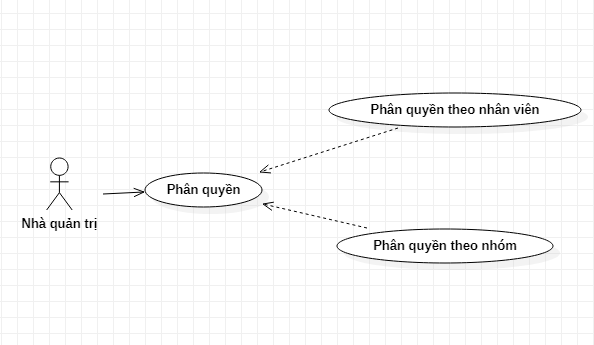 Phân quyền theo nhân viên
Phân quyền
Nhà quản trị
Phân quyền theo nhóm